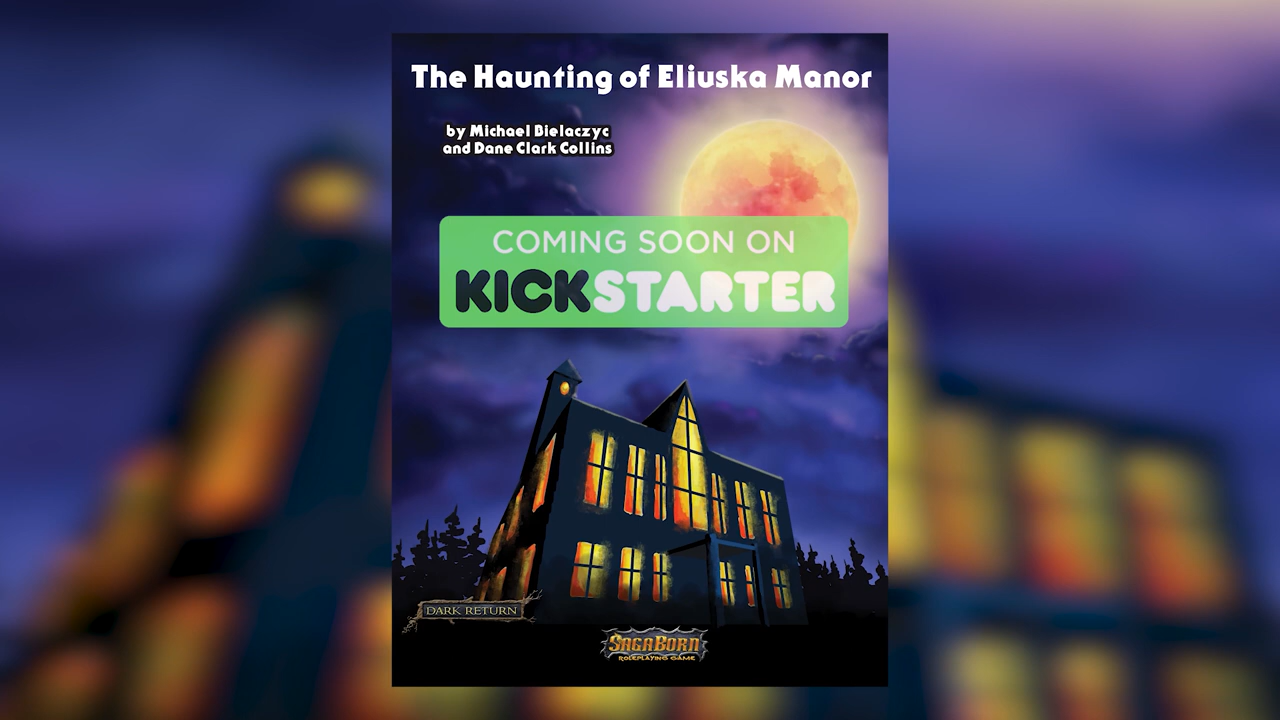 The Haunting of Eliuska Manor
by Michael Bielaczyc
and Dane Clark Collins
COMING SOON ON
KICKSTARTER
DARK RETURN
SAGABORN
ROLEPLAYING GAME